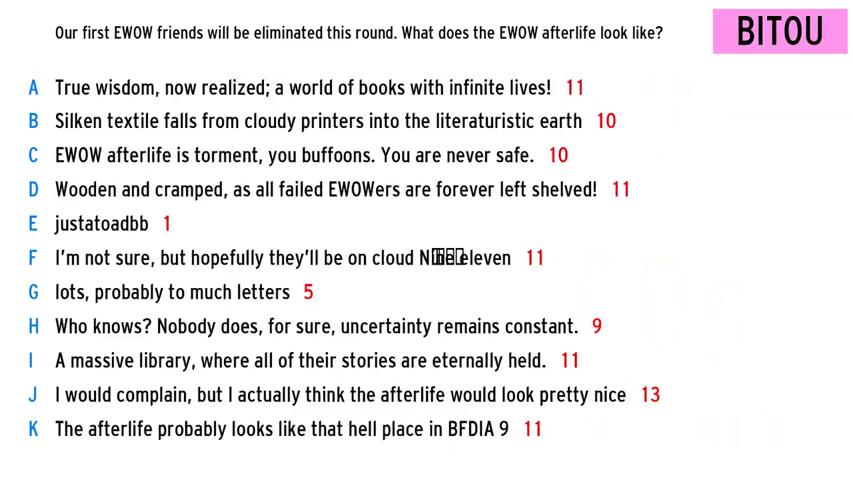 Our first EWOW friends will be eliminated this round. What does the EWOW afterlife look like?
BITOU
A True wisdom, now realized; a world of books with infinite lives! 11
B Silken textile falls from cloudy printers into the literaturistic earth 10
C EWOW afterlife is torment, you buffoons. You are never safe. 10
D Wooden and cramped, as all failed EWOWers are forever left shelved! 11
E justatoadbb 1
F I'm not sure, but hopefully they'll be on cloud eleven 11
G lots, probably to much letters 5
H Who knows? Nobody does, for sure, uncertainty remains constant. 9
I A massive library, where all of their stories are eternally held. 11
J I would complain, but I actually think the afterlife would look pretty nice 13
K The afterlife probably looks like that hell place in BFDIA 9 11